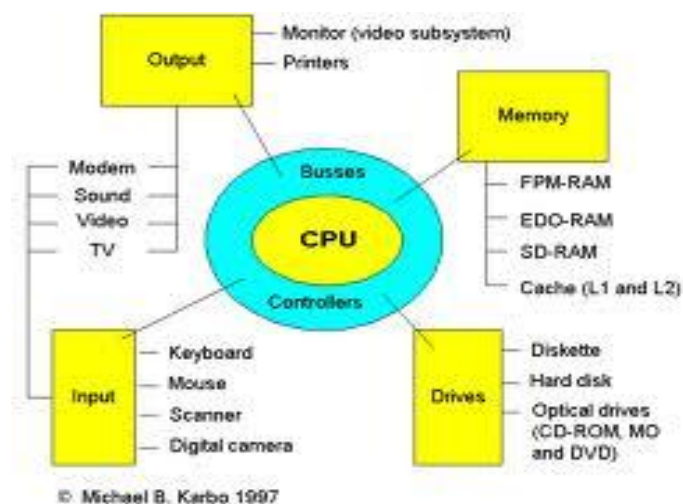 Output
Monitor (video subsystem)
Printers
Memory
FPM-RAM
EDO-RAM
SD-RAM
Cache (L1 and L2)
Modem
Sound
Video
TV
Busses
CPU
Controllers
Input
Keyboard
Mouse
Scanner
Digital camera
Drives
Diskette
Hard disk
Optical drives
(CD-ROM, MO
and DVD)
© Michael B. Karbo 1997